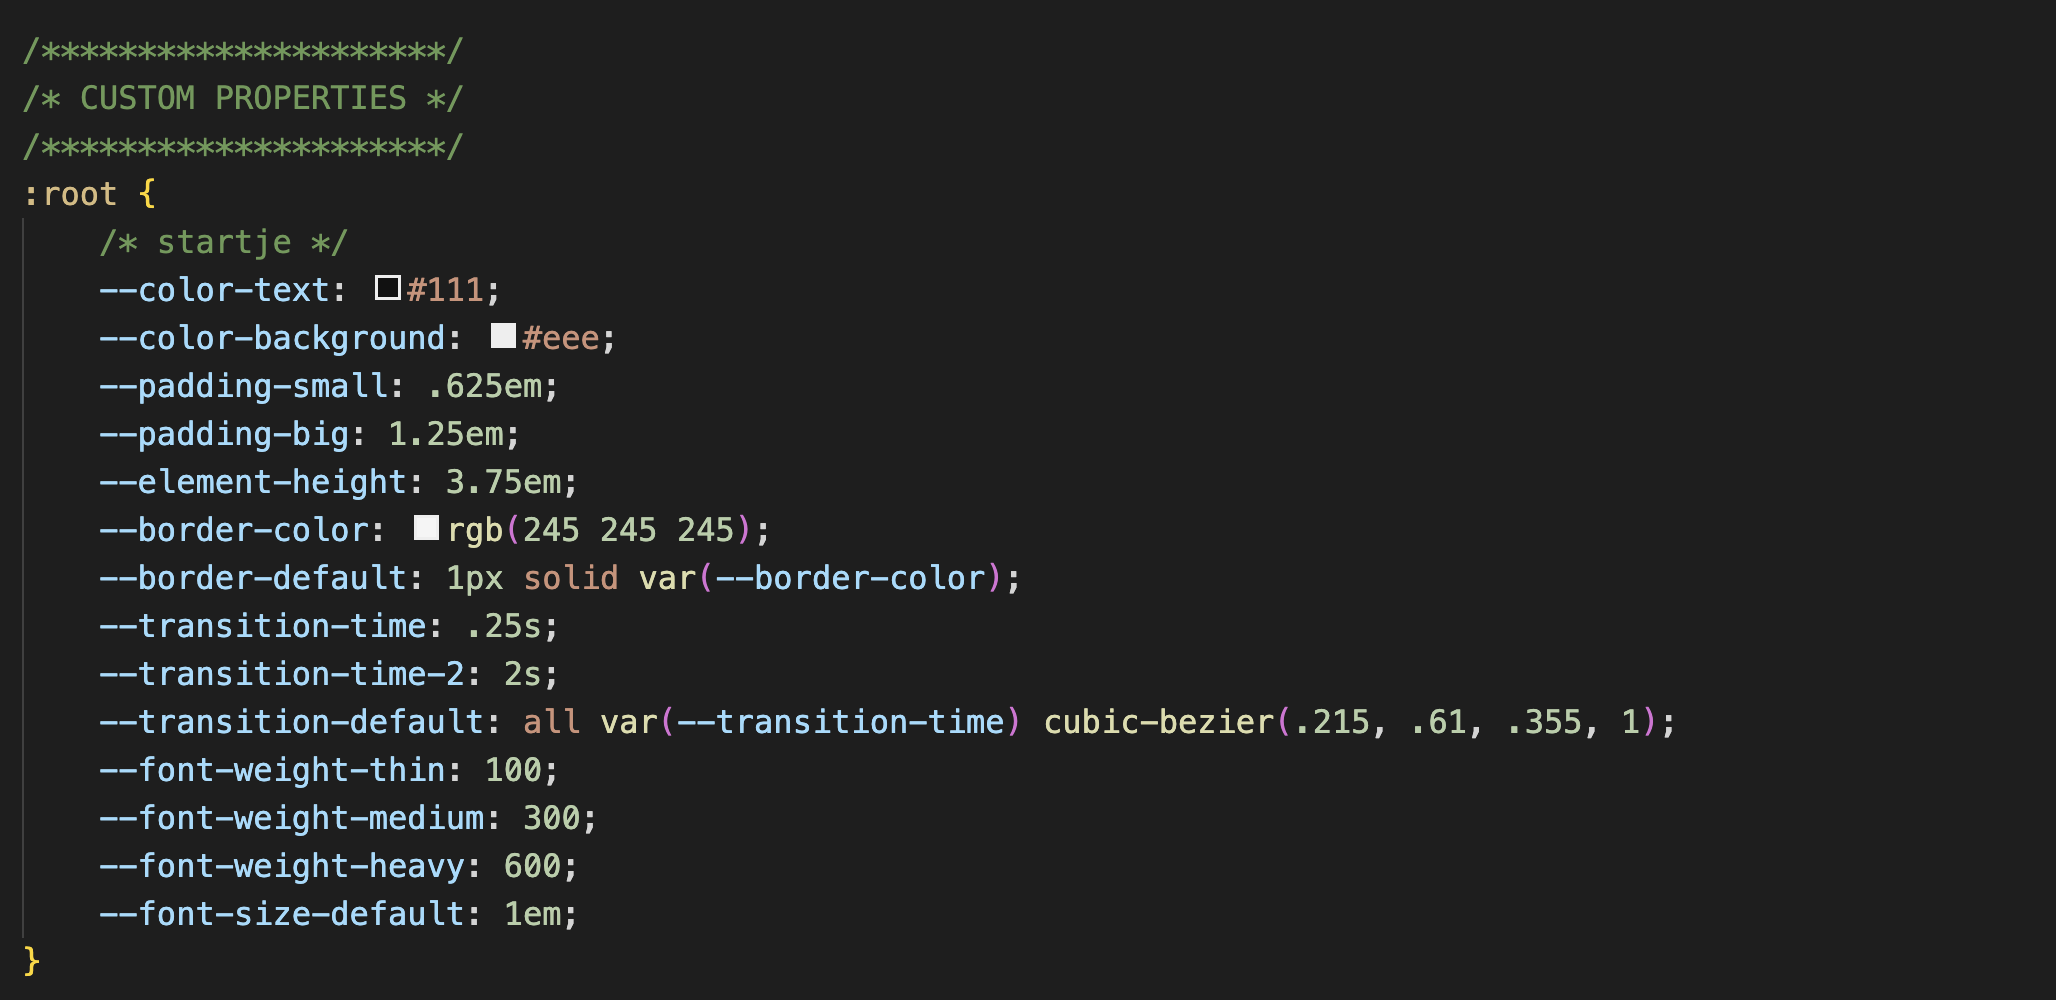 /*********************/
/* CUSTOM PROPERTIES */
/*********************/
:root {
    /* startje */
    --color-text: #111;
    --color-background: #eee;
    --padding-small: .625em;
    --padding-big: 1.25em;
    --element-height: 3.75em;
    --border-color: rgb(245 245 245);
    --border-default: 1px solid var(--border-color);
    --transition-time: .25s;
    --transition-time-2: 2s;
    --transition-default: all var(--transition-time) cubic-bezier(.215, .61, .355, 1);
    --font-weight-thin: 100;
    --font-weight-medium: 300;
    --font-weight-heavy: 600;
    --font-size-default: 1em;
}